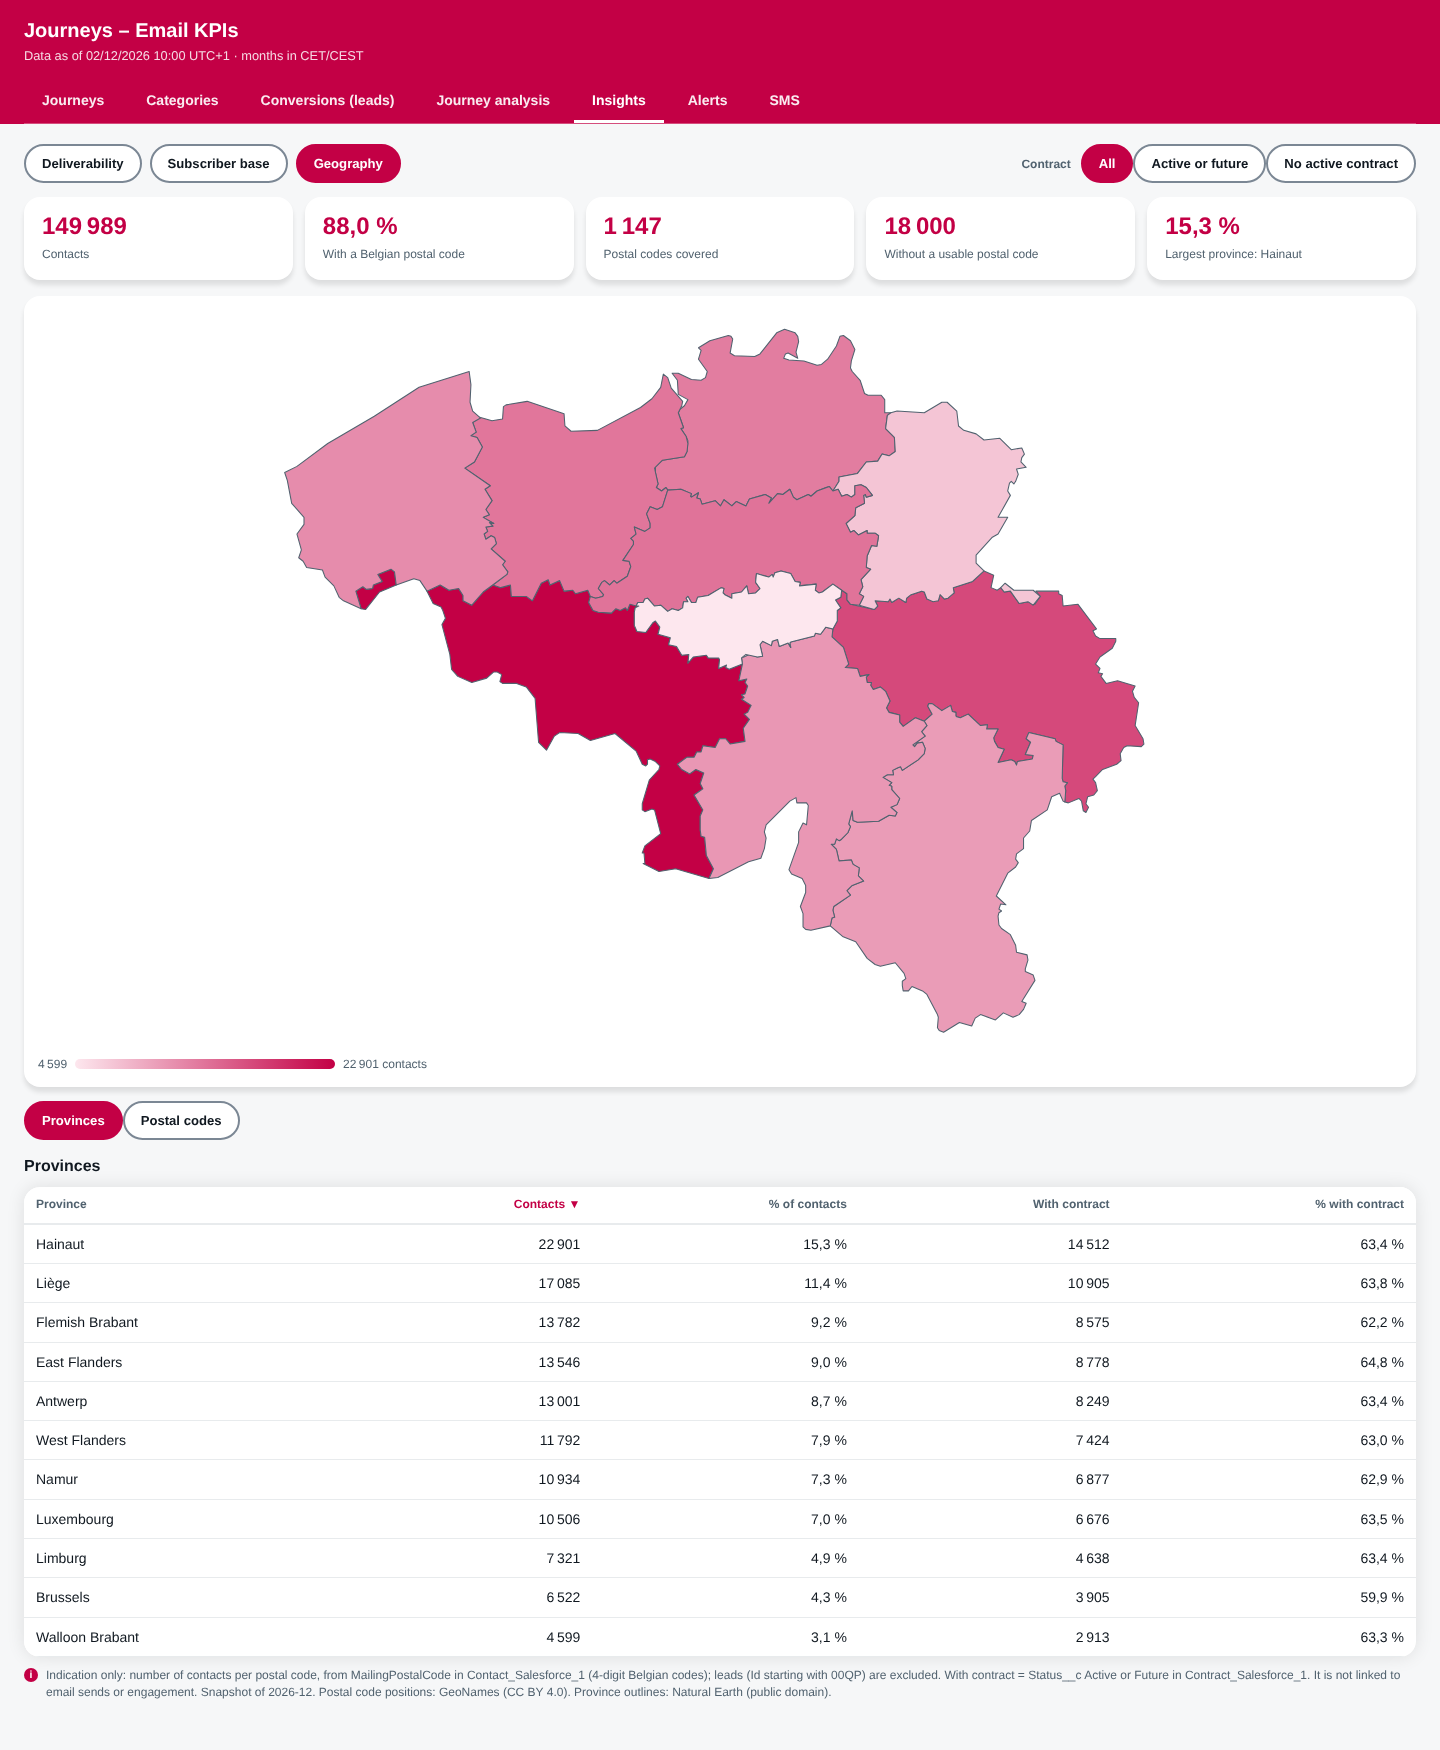 Journeys – Email KPIs
Data as of 02/12/2026 10:00 UTC+1 · months in CET/CEST
Journeys Categories Conversions (leads) Journey analysis Insights Alerts SMS
Deliverability Subscriber base Geography Contract All Active or future No active contract
149 989 88,0 % 1 147 18 000 15,3 %
Contacts With a Belgian postal code Postal codes covered Without a usable postal code Largest province: Hainaut
4 599 22 901 contacts
Provinces Postal codes
Provinces
Province Contacts ▼ % of contacts With contract % with contract
Hainaut 22 901 15,3 % 14 512 63,4 %
Liège 17 085 11,4 % 10 905 63,8 %
Flemish Brabant 13 782 9,2 % 8 575 62,2 %
East Flanders 13 546 9,0 % 8 778 64,8 %
Antwerp 13 001 8,7 % 8 249 63,4 %
West Flanders 11 792 7,9 % 7 424 63,0 %
Namur 10 934 7,3 % 6 877 62,9 %
Luxembourg 10 506 7,0 % 6 676 63,5 %
Limburg 7 321 4,9 % 4 638 63,4 %
Brussels 6 522 4,3 % 3 905 59,9 %
Walloon Brabant 4 599 3,1 % 2 913 63,3 %
i Indication only: number of contacts per postal code, from MailingPostalCode in Contact_Salesforce_1 (4-digit Belgian codes); leads (Id starting with 00QP) are excluded. With contract = Status__c Active or Future in Contract_Salesforce_1. It is not linked to
email sends or engagement. Snapshot of 2026-12. Postal code positions: GeoNames (CC BY 4.0). Province outlines: Natural Earth (public domain).